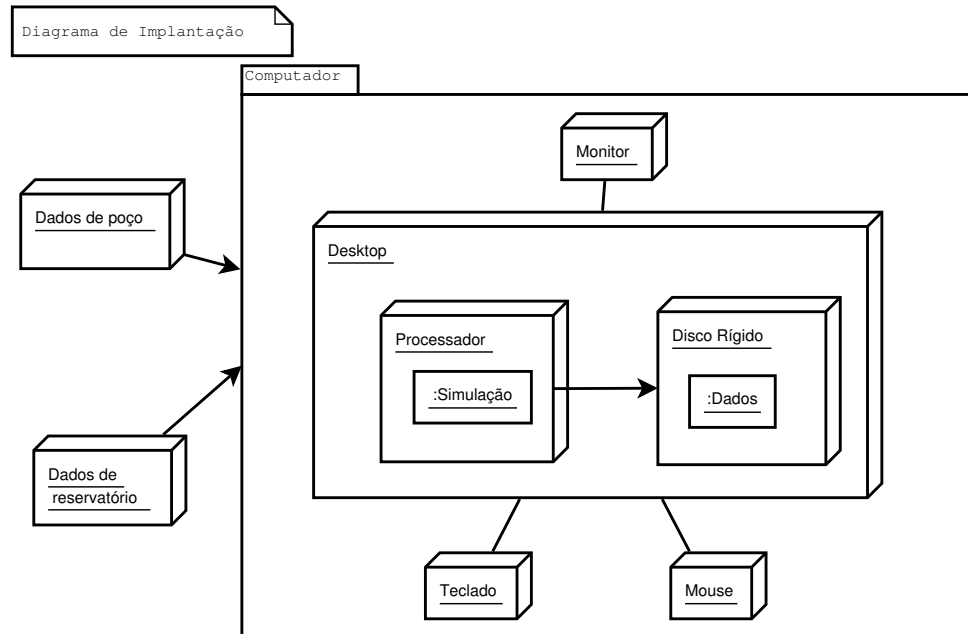 Diagrama de Implantação
Computador
Monitor
Dados de poço
Desktop
Processador
Disco Rígido
:Simulação
:Dados
Dados de
reservatório
Teclado
Mouse